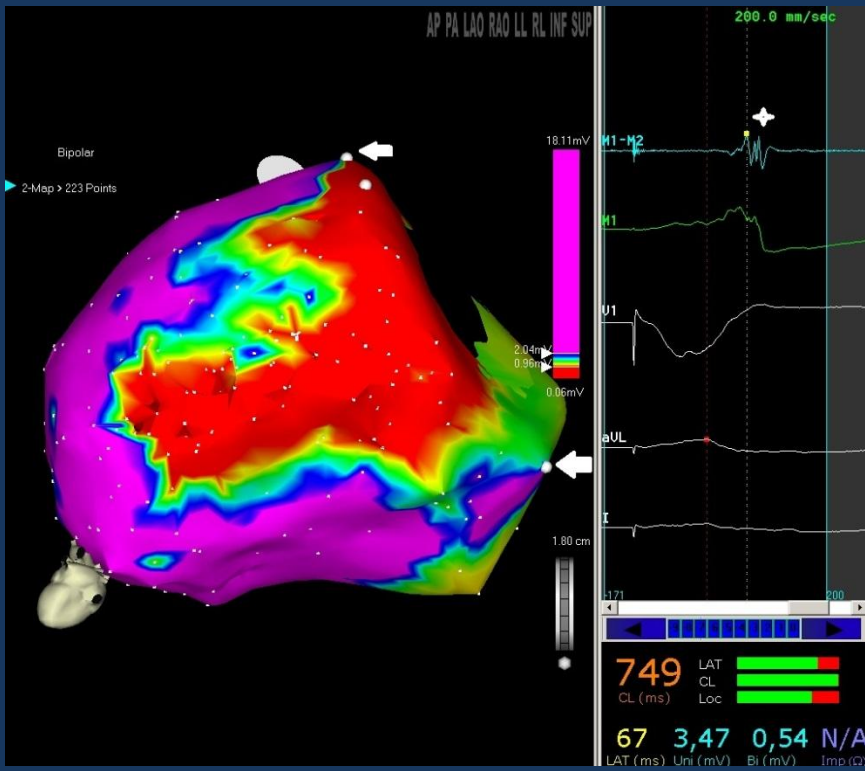 AP PA LAO RAO LL RL INF SUP
Bipolar
2-Map > 223 Points
18.11mV
2.04mV
0.96mV
0.06mV
1.80 cm
200.0 mm/sec
M1-M2
M1
V1
aVL
I
-171 200
749
CL (ms)
LAT
CL
Loc
67 3,47 0,54 N/A
LAT (ms) Uni (mV) Bi (mV) Imp (Ω)